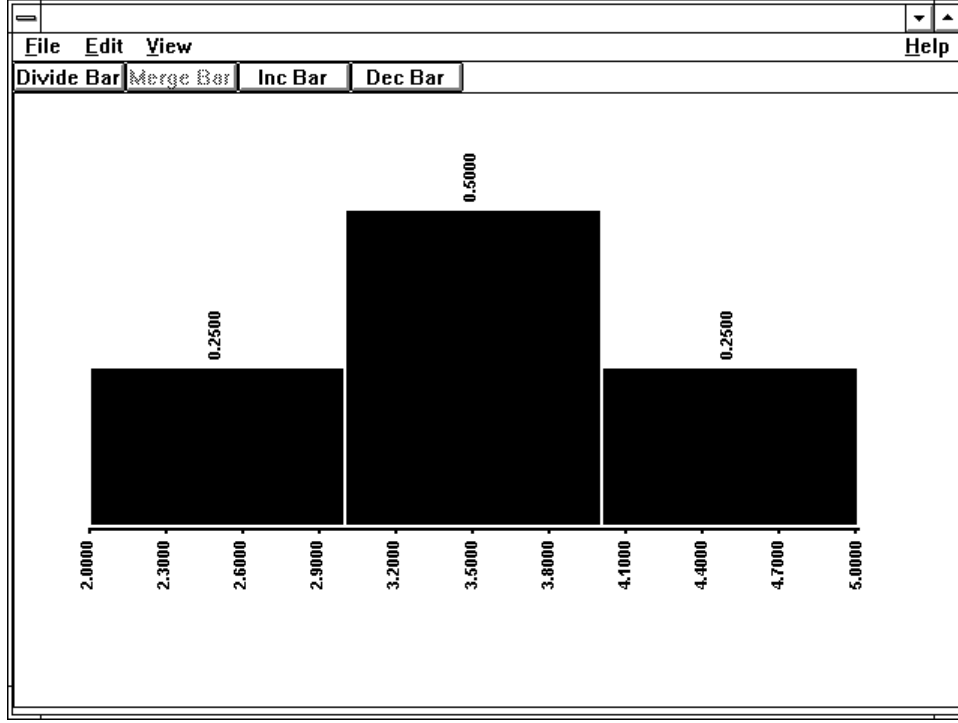 File Edit View Help
Divide Bar Merge Bar Inc Bar Dec Bar
0.5000
0.2500 0.2500
2.0000 2.3000 2.6000 2.9000 3.2000 3.5000 3.8000 4.1000 4.4000 4.7000 5.0000